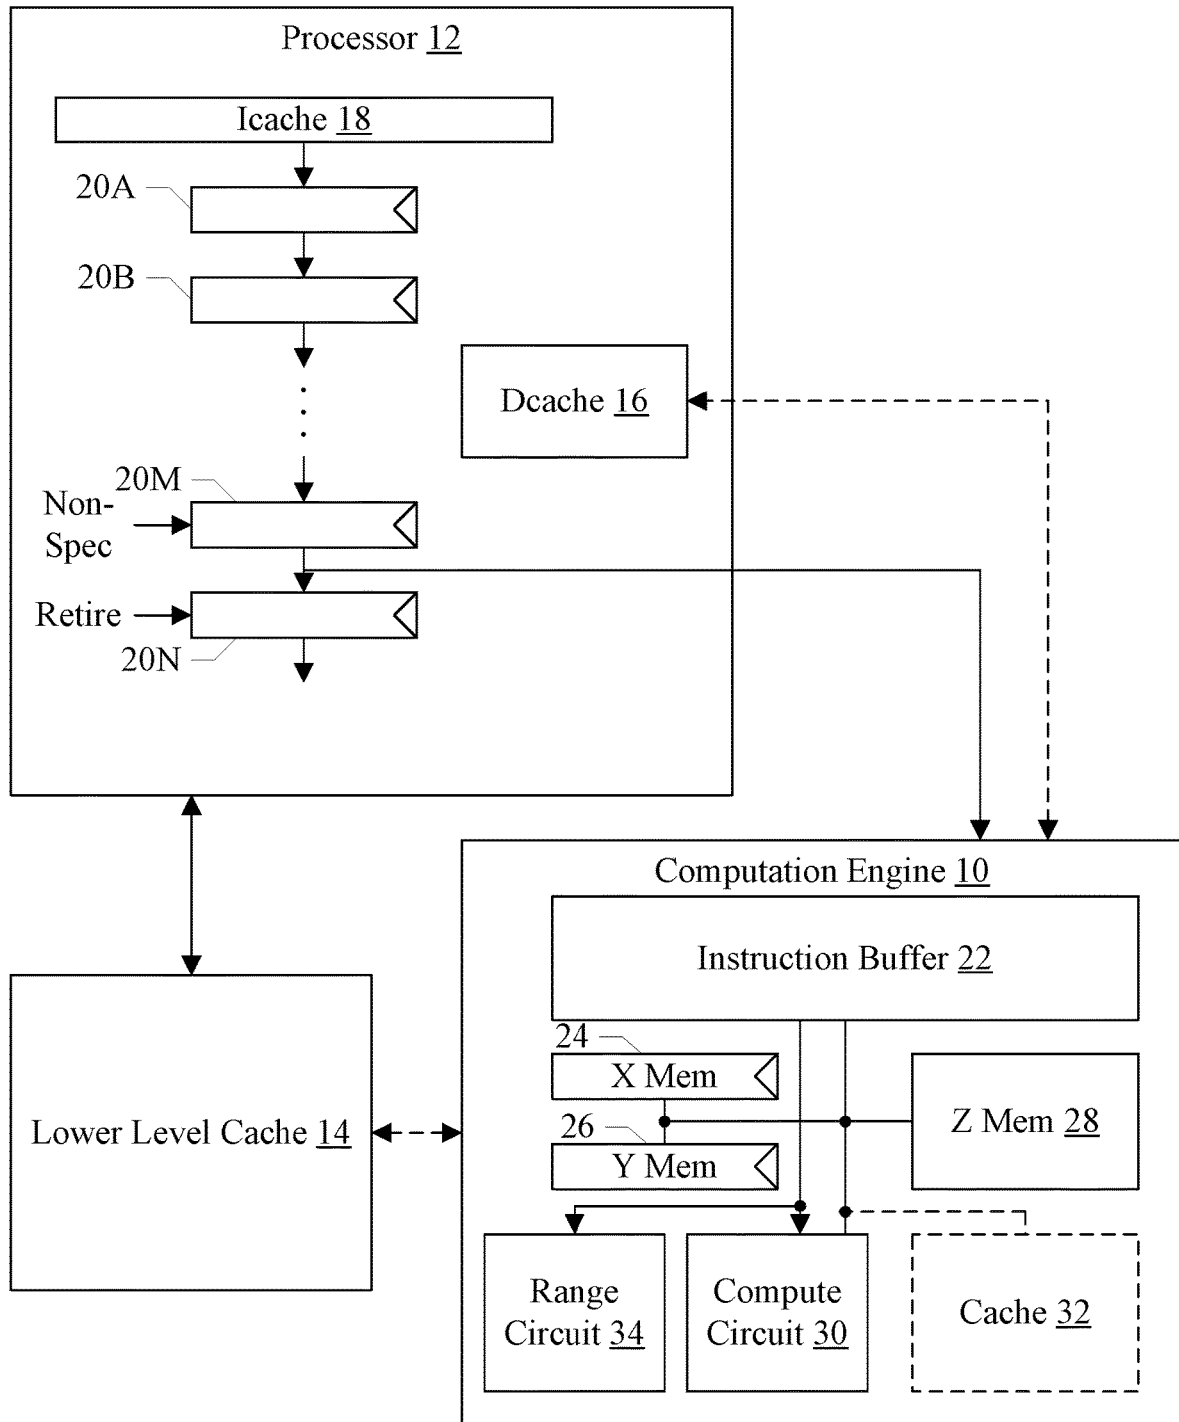 Processor 12
Icache 18
20A
20B
Dcache 16
20M
Non-
Spec
Retire
20N
Computation Engine 10
Instruction Buffer 22
24
X Mem
26
Y Mem
Z Mem 28
Lower Level Cache 14
Range
Circuit 34
Compute
Circuit 30
Cache 32